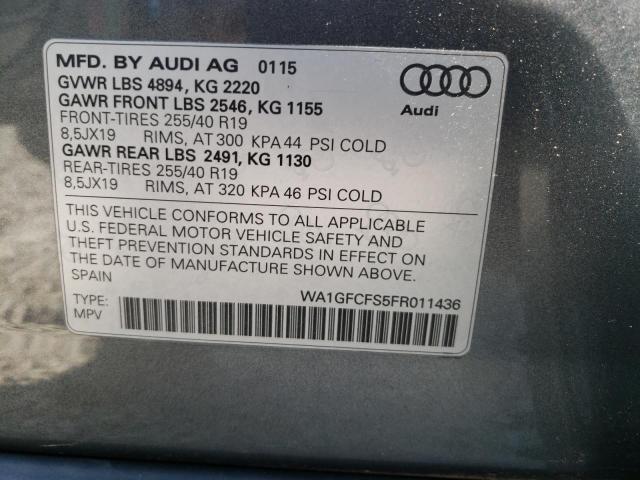 MFD. BY AUDI AG 0115
GVWR LBS 4894, KG 2220
GAWR FRONT LBS 2546, KG 1155
FRONT-TIRES 255/40 R19
8,5JX19 RIMS, AT 300 KPA 44 PSI COLD
GAWR REAR LBS 2491, KG 1130
REAR-TIRES 255/40 R19
8,5JX19 RIMS, AT 320 KPA 46 PSI COLD
Audi
THIS VEHICLE CONFORMS TO ALL APPLICABLE
U.S. FEDERAL MOTOR VEHICLE SAFETY AND
THEFT PREVENTION STANDARDS IN EFFECT ON
THE DATE OF MANUFACTURE SHOWN ABOVE.
SPAIN
WA1GFCFS5FR011436
TYPE:
MPV